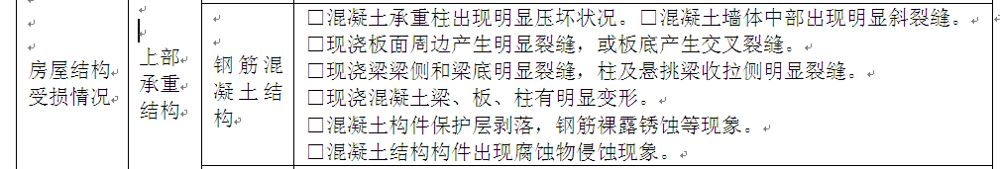 房屋结构
受损情况
上部
承重
结构
钢筋混
凝土结
构
□混凝土承重柱出现明显压坏状况。□混凝土墙体中部出现明显斜裂缝。
□现浇板面周边产生明显裂缝，或板底产生交叉裂缝。
□现浇梁梁侧和梁底明显裂缝，柱及悬挑梁收拉侧明显裂缝。
□现浇混凝土梁、板、柱有明显变形。
□混凝土构件保护层剥落，钢筋裸露锈蚀等现象。
□混凝土结构构件出现腐蚀物侵蚀现象。